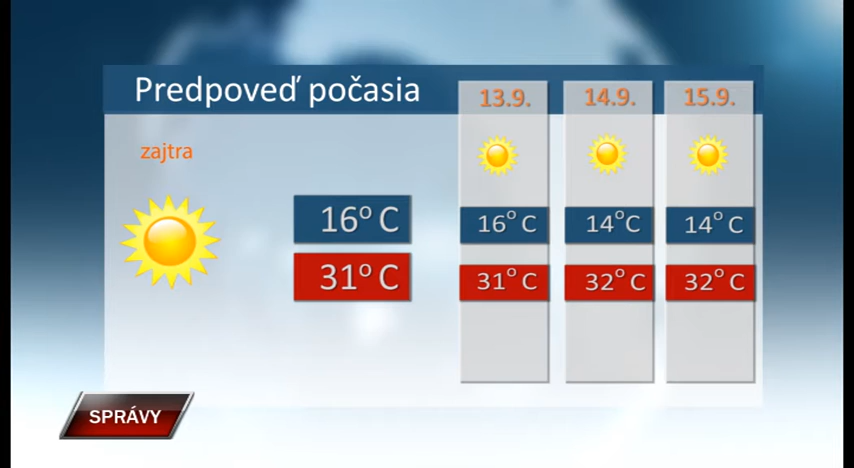 Predpoveď počasia
zajtra
16° C
31° C
13.9.
16° C
31° C
14.9.
14°C
32° C
15.9.
14° C
32° C
SPRÁVY